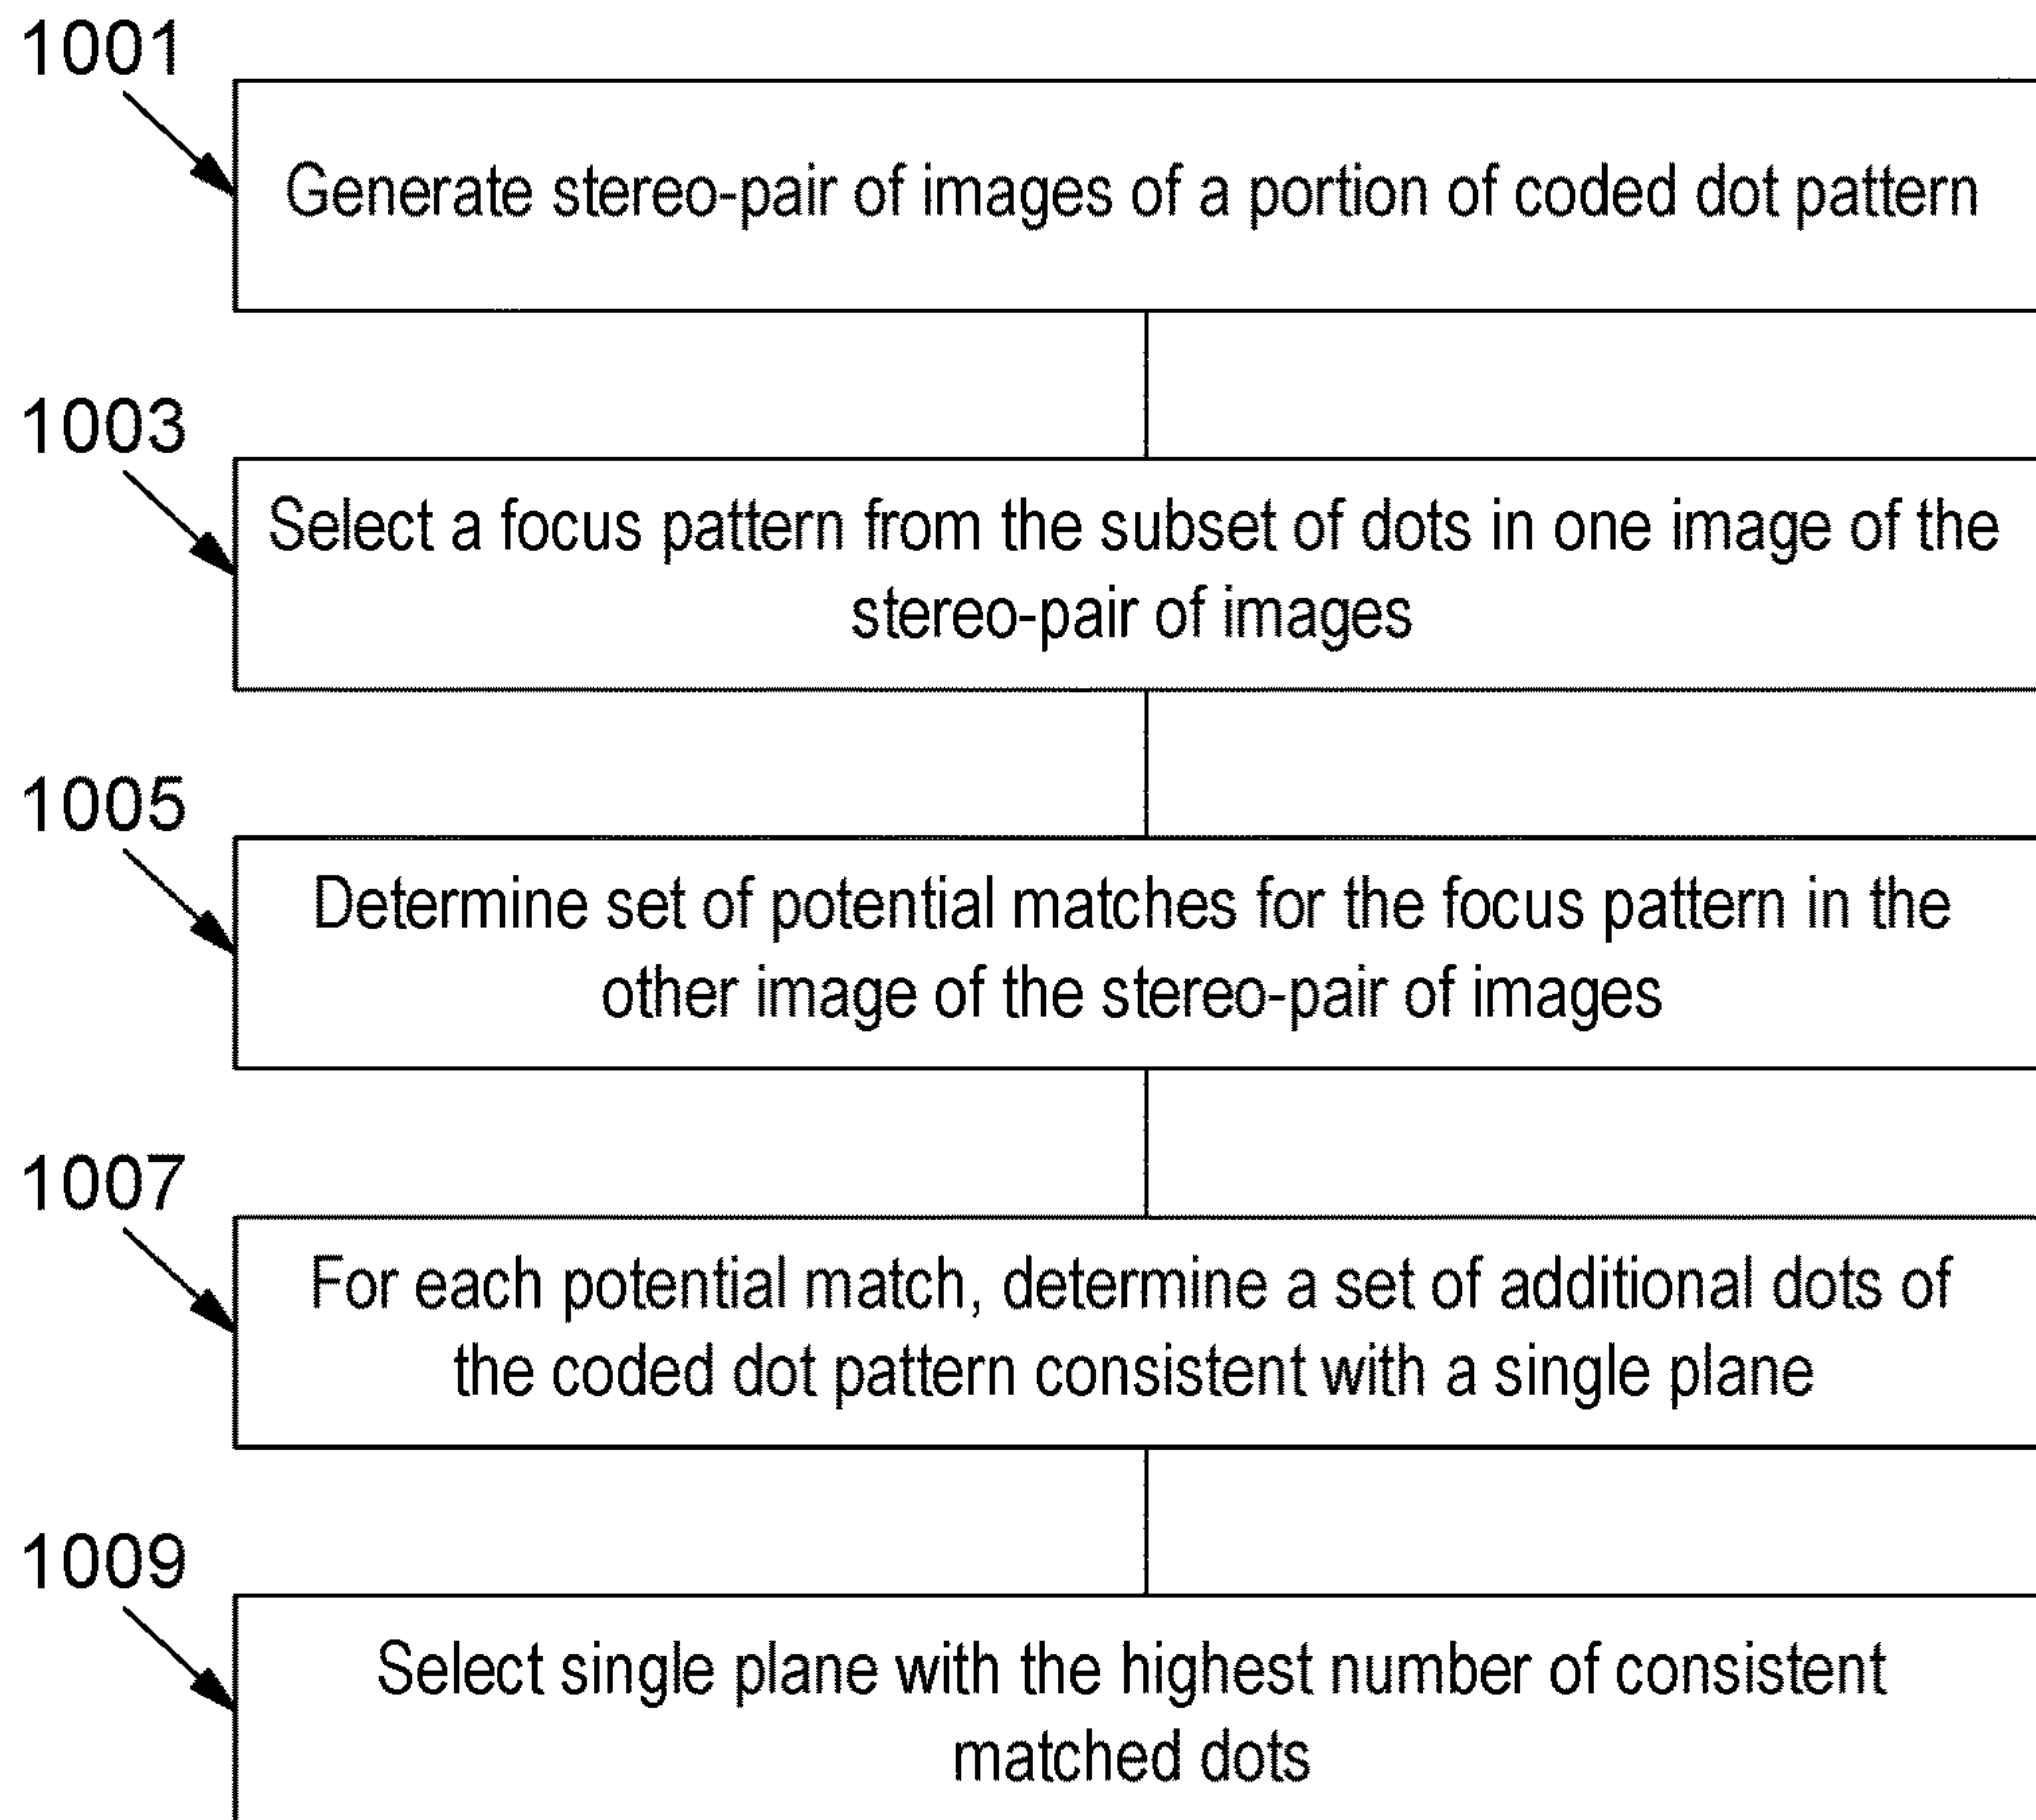 1001
Generate stereo-pair of images of a portion of coded dot pattern
1003
Select a focus pattern from the subset of dots in one image of the
stereo-pair of images
1005
Determine set of potential matches for the focus pattern in the
other image of the stereo-pair of images
1007
For each potential match, determine a set of additional dots of
the coded dot pattern consistent with a single plane
1009
Select single plane with the highest number of consistent
matched dots